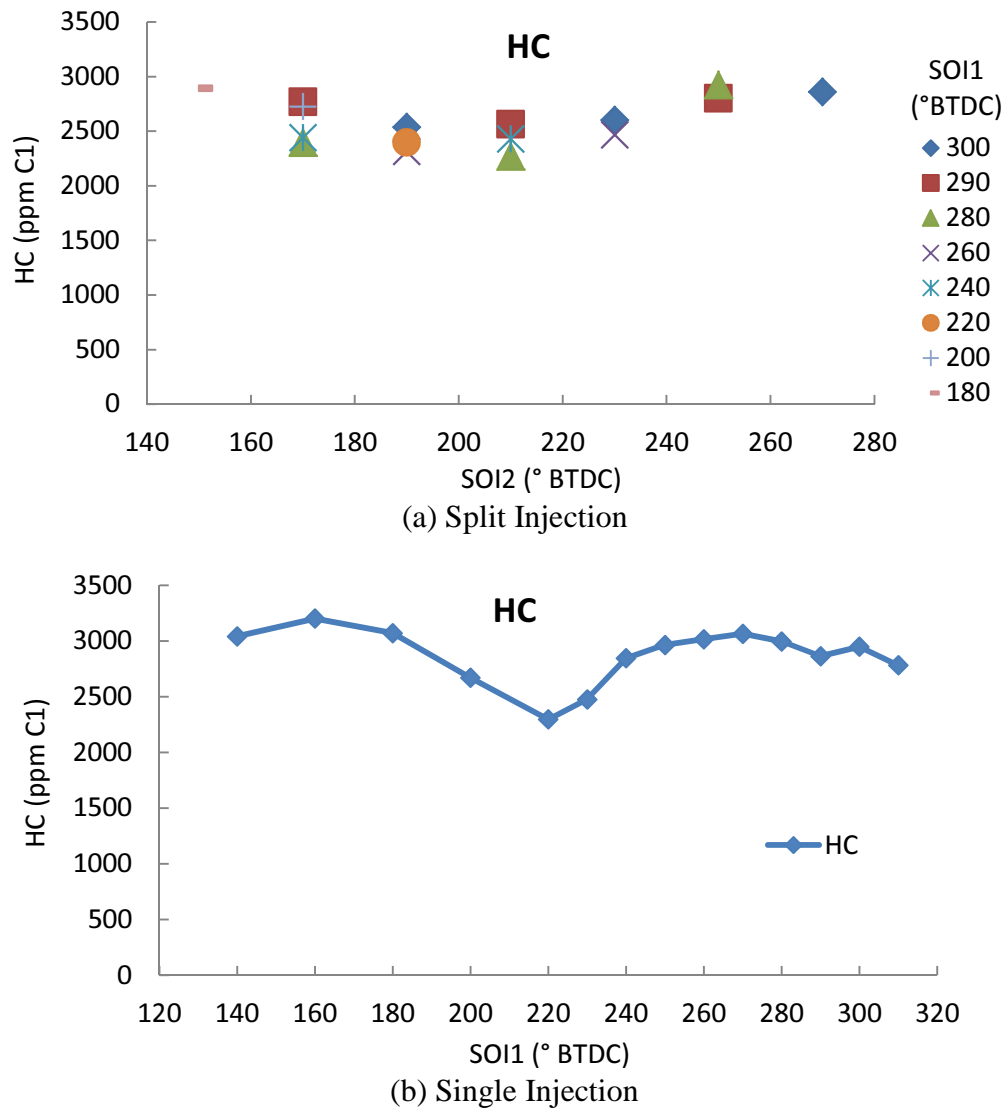 HC
3500
3000
2500
2000
1500
1000
500
0
HC (ppm C1)
140 160 180 200 220 240 260 280
SOI2 (° BTDC)
SOI1
(°BTDC)
300
290
280
260
240
220
200
180
(a) Split Injection
HC
3500
3000
2500
2000
1500
1000
500
0
HC (ppm C1)
HC
120 140 160 180 200 220 240 260 280 300 320
SOI1 (° BTDC)
(b) Single Injection